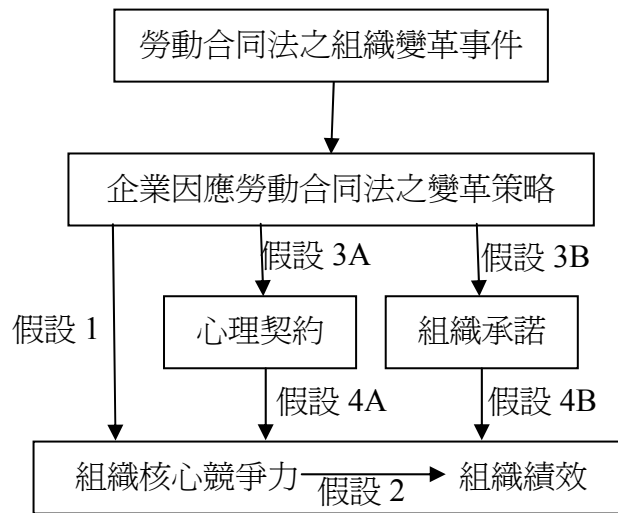 勞動合同法之組織變革事件
企業因應勞動合同法之變革策略
假設 3A
假設 3B
假設 1
心理契約
組織承諾
假設 4A
假設 4B
組織核心競爭力
組織績效
假設 2